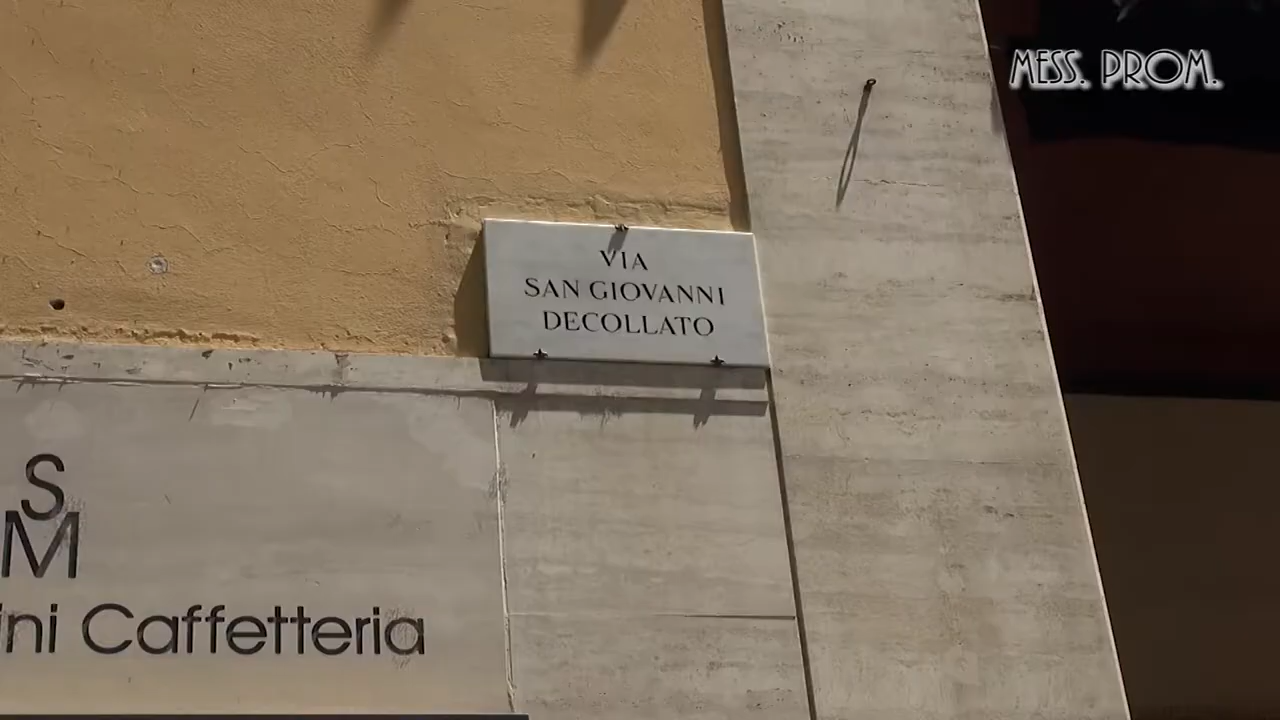 MESS. PROM.
VIA
SAN GIOVANNI
DECOLLATO
S
M
ini Caffetteria